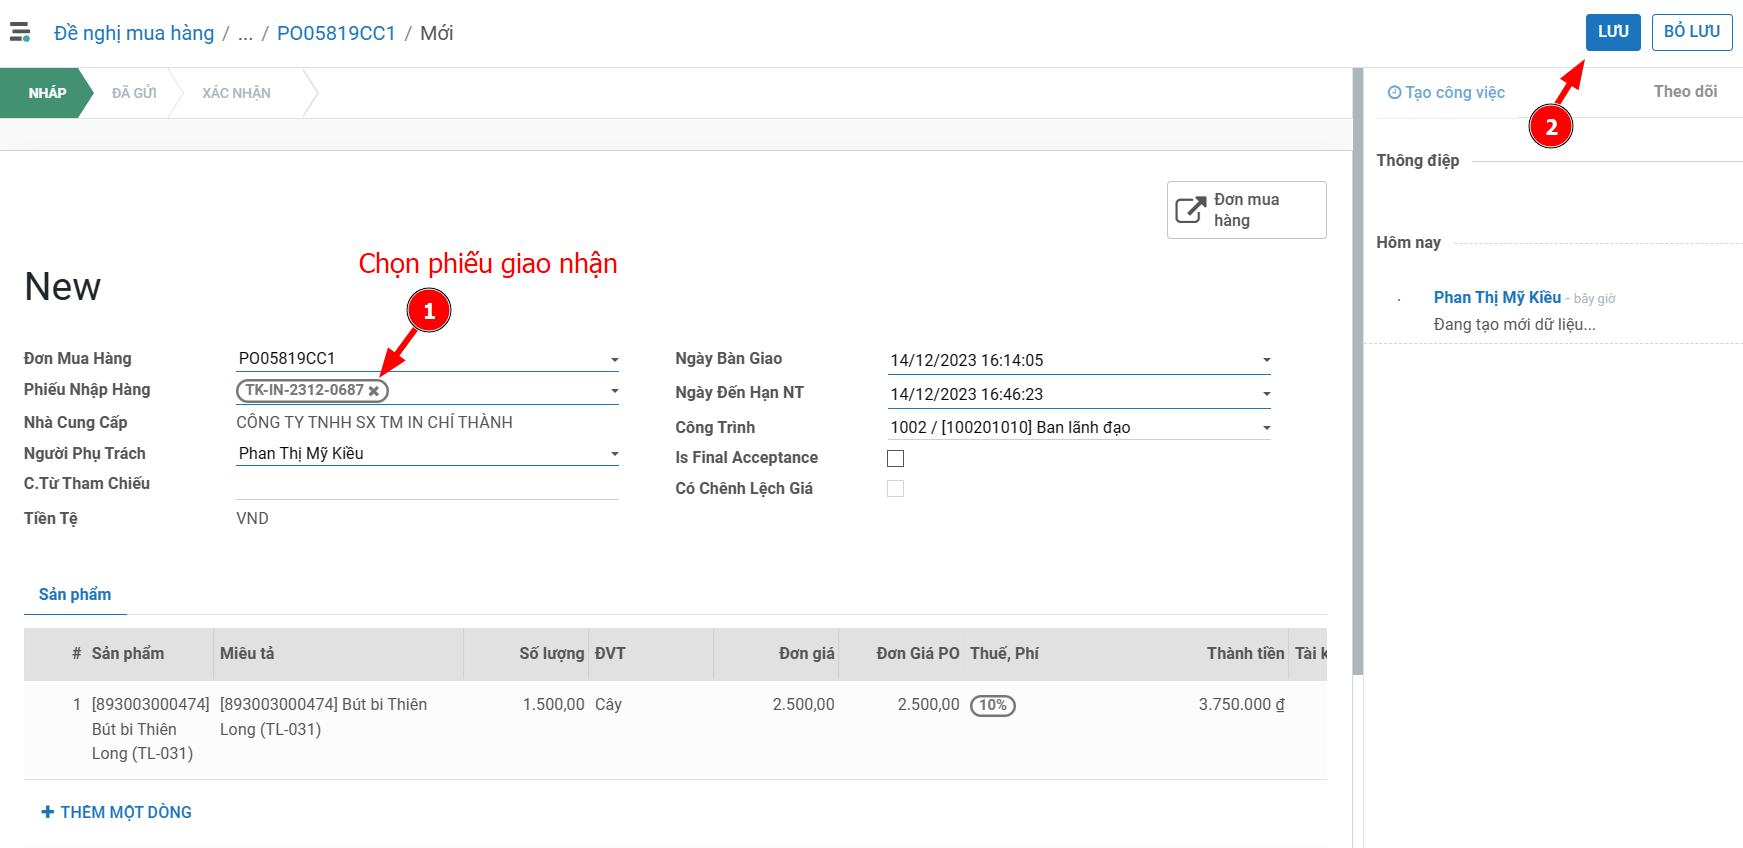 Đề nghị mua hàng / ... / PO05819CC1 / Mới
LƯU
BỎ LƯU
NHÁP
ĐÃ GỬI
XÁC NHẬN
Tạo công việc
Theo dõi
2
Thông điệp
Đơn mua
hàng
Hôm nay
Chọn phiếu giao nhận
New
1
Phan Thị Mỹ Kiều - bây giờ
Đang tạo mới dữ liệu...
Đơn Mua Hàng PO05819CC1
Phiếu Nhập Hàng TK-IN-2312-0687
Nhà Cung Cấp CÔNG TY TNHH SX TM IN CHÍ THÀNH
Người Phụ Trách Phan Thị Mỹ Kiều
C.Từ Tham Chiếu
Tiền Tệ VND
Ngày Bàn Giao 14/12/2023 16:14:05
Ngày Đến Hạn NT 14/12/2023 16:46:23
Công Trình 1002 / [100201010] Ban lãnh đạo
Is Final Acceptance
Có Chênh Lệch Giá
Sản phẩm
# Sản phẩm Miêu tả Số lượng ĐVT Đơn giá Đơn Giá PO Thuế, Phí Thành tiền Tài k
1 [893003000474] [893003000474] Bút bi Thiên 1.500,00 Cây 2.500,00 2.500,00 10% 3.750.000 ₫
Bút bi Thiên Long (TL-031)
Long (TL-031)
THÊM MỘT DÒNG